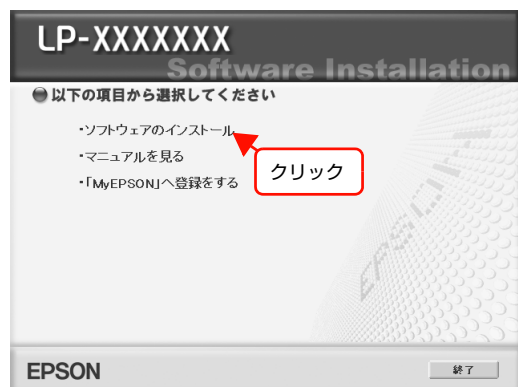 LP-XXXXXXX
Software Installation
以下の項目から選択してください
・ソフトウェアのインストール
・マニュアルを見る
・「MyEPSON」へ登録をする
クリック
EPSON
EPSON
終了